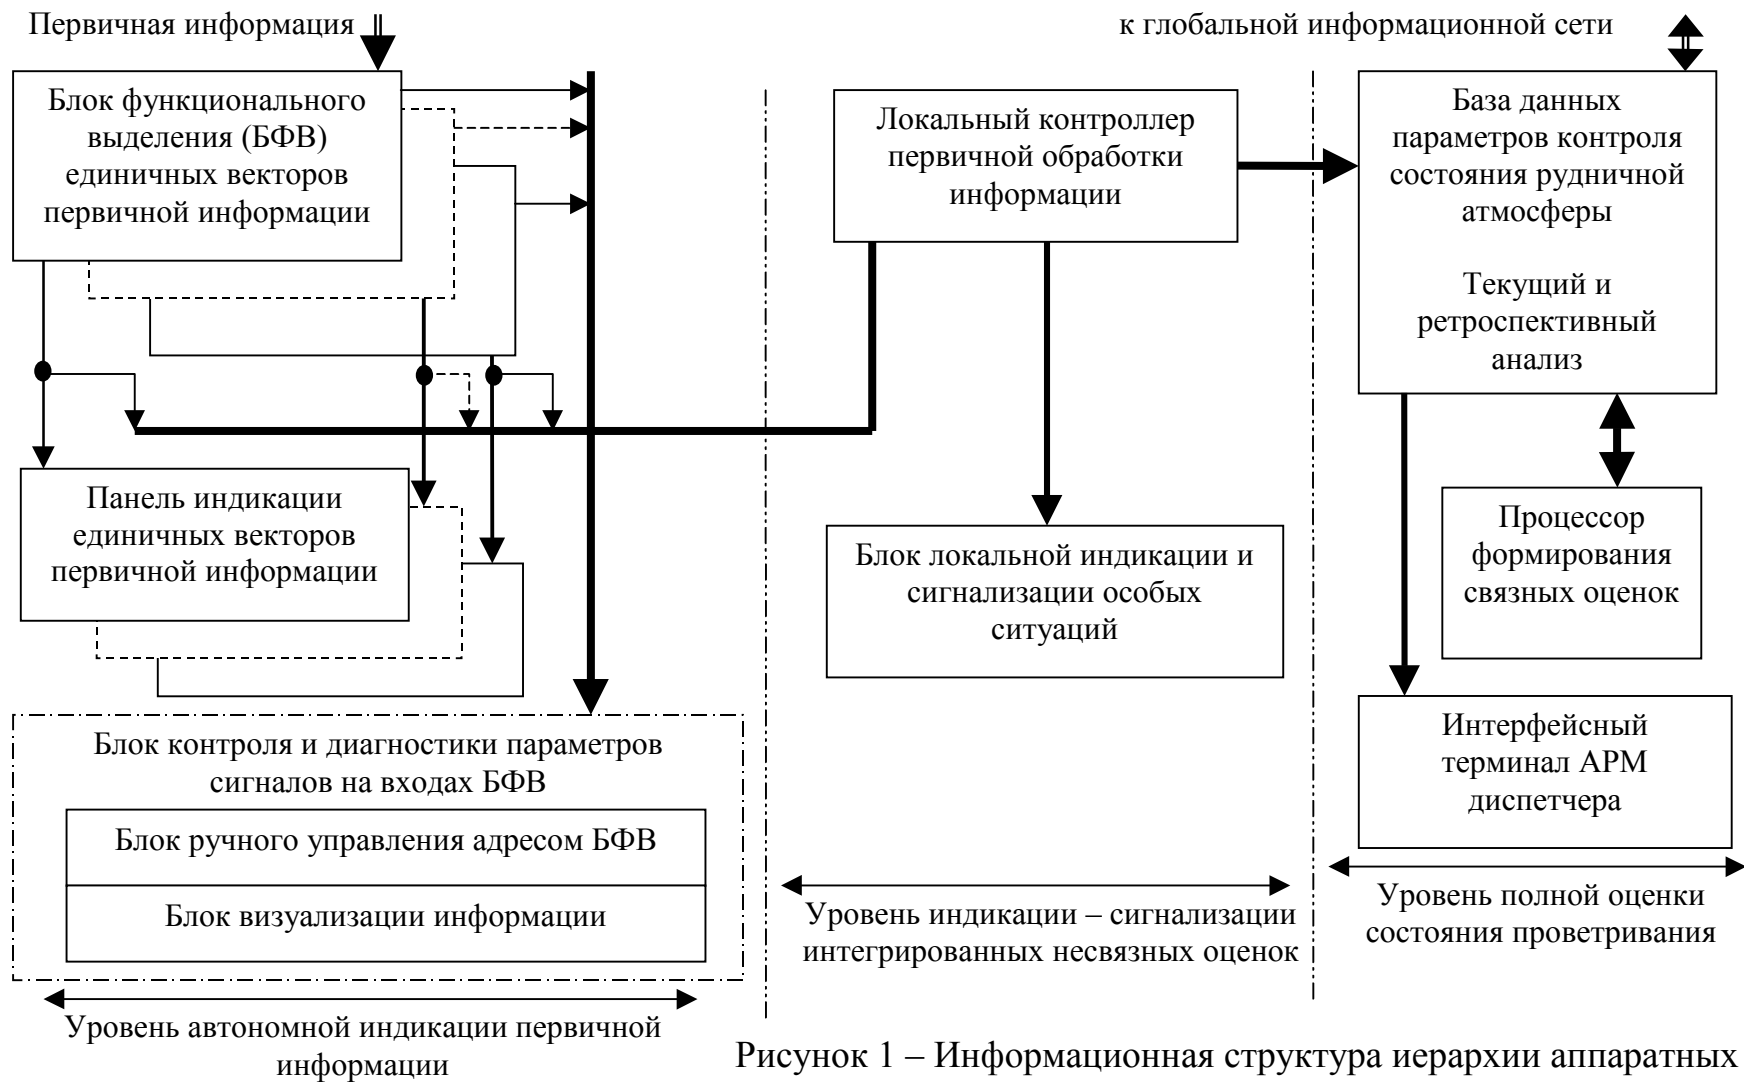 Первичная информация
к глобальной информационной сети
Блок функционального
выделения (БФВ)
единичных векторов
первичной информации
Локальный контроллер
первичной обработки
информации
База данных
параметров контроля
состояния рудничной
атмосферы
Текущий и
ретроспективный
анализ
Панель индикации
единичных векторов
первичной информации
Блок локальной индикации и
сигнализации особых
ситуаций
Процессор
формирования
связных оценок
Блок контроля и диагностики параметров
сигналов на входах БФВ
Блок ручного управления адресом БФВ
Блок визуализации информации
Интерфейсный
терминал АРМ
диспетчера
Уровень автономной индикации первичной
информации
Уровень индикации – сигнализации
интегрированных несвязных оценок
Уровень полной оценки
состояния проветривания
Рисунок 1 – Информационная структура иерархии аппаратных